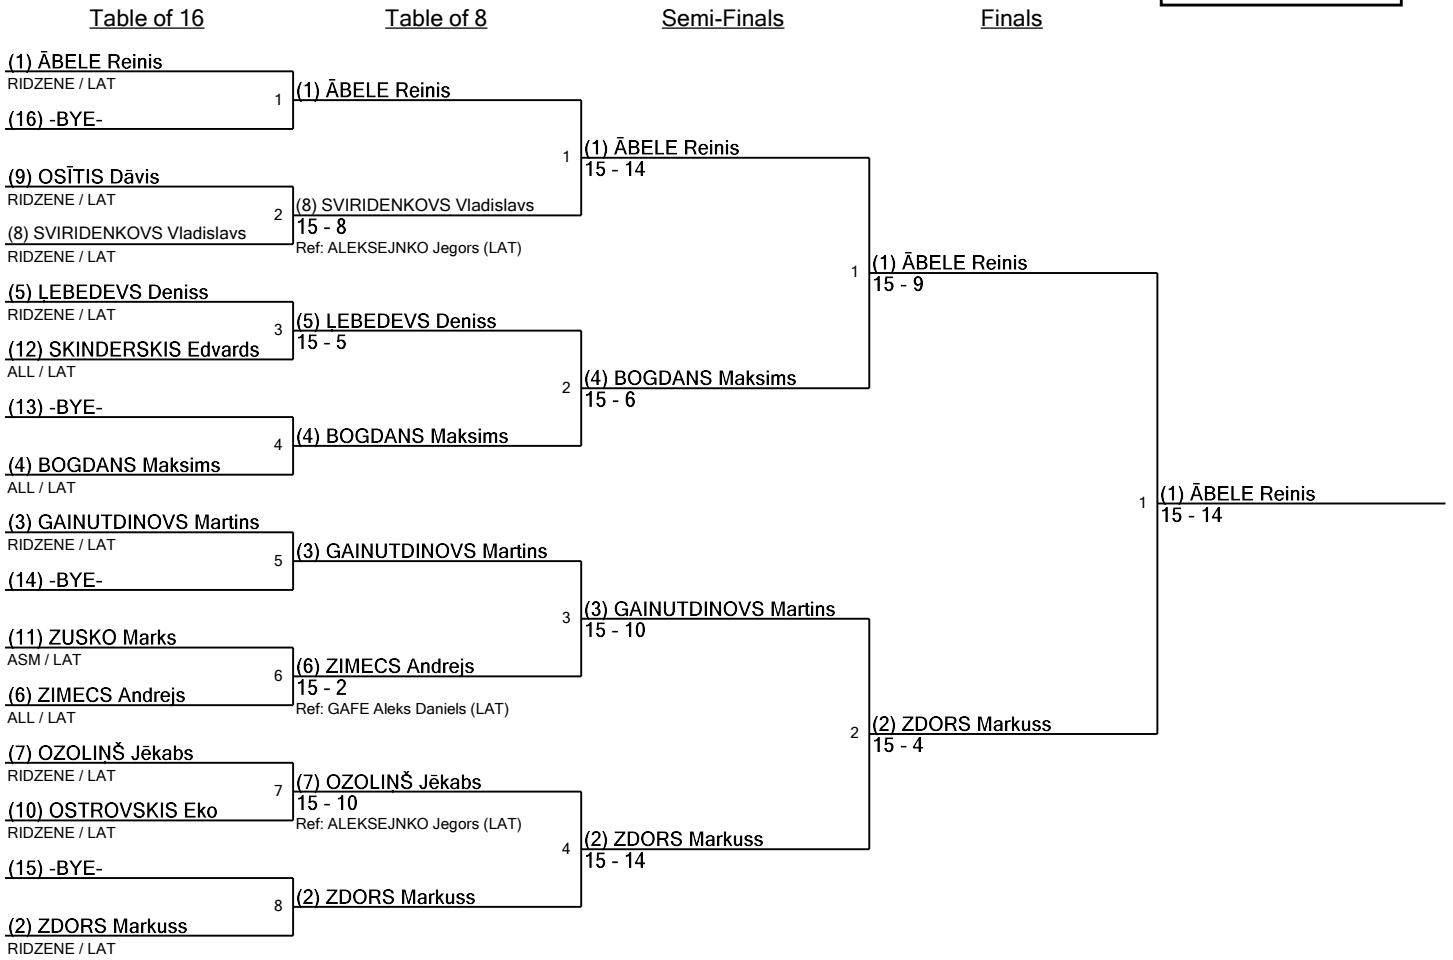 Table of 16
Table of 8
Semi-Finals
Finals
(1) ĀBELE Reinis
RIDZENE / LAT
1
(16) -BYE-
(9) OSĪTIS Dāvis
RIDZENE / LAT
2
(8) SVIRIDENKOVS Vladislavs
RIDZENE / LAT
(5) ĻEBEDEVS Deniss
RIDZENE / LAT
3
(12) SKINDERSKIS Edvards
ALL / LAT
(13) -BYE-
4
(4) BOGDANS Maksims
ALL / LAT
(3) GAINUTDINOVS Martins
RIDZENE / LAT
5
(14) -BYE-
(11) ZUSKO Marks
ASM / LAT
6
(6) ZIMECS Andrejs
ALL / LAT
(7) OZOLIŅŠ Jēkabs
RIDZENE / LAT
7
(10) OSTROVSKIS Eko
RIDZENE / LAT
(15) -BYE-
8
(2) ZDORS Markuss
RIDZENE / LAT
(1) ĀBELE Reinis
1
(8) SVIRIDENKOVS Vladislavs
15 - 8
Ref: ALEKSEJNKO Jegors (LAT)
(5) ĻEBEDEVS Deniss
15 - 5
2
(4) BOGDANS Maksims
(3) GAINUTDINOVS Martins
3
(6) ZIMECS Andrejs
15 - 2
Ref: GAFE Aleks Daniels (LAT)
(7) OZOLIŅŠ Jēkabs
15 - 10
Ref: ALEKSEJNKO Jegors (LAT)
4
(2) ZDORS Markuss
(1) ĀBELE Reinis
15 - 14
1
(4) BOGDANS Maksims
15 - 6
(3) GAINUTDINOVS Martins
15 - 10
2
(2) ZDORS Markuss
15 - 14
(1) ĀBELE Reinis
15 - 9
1
(2) ZDORS Markuss
15 - 4
(1) ĀBELE Reinis
15 - 14